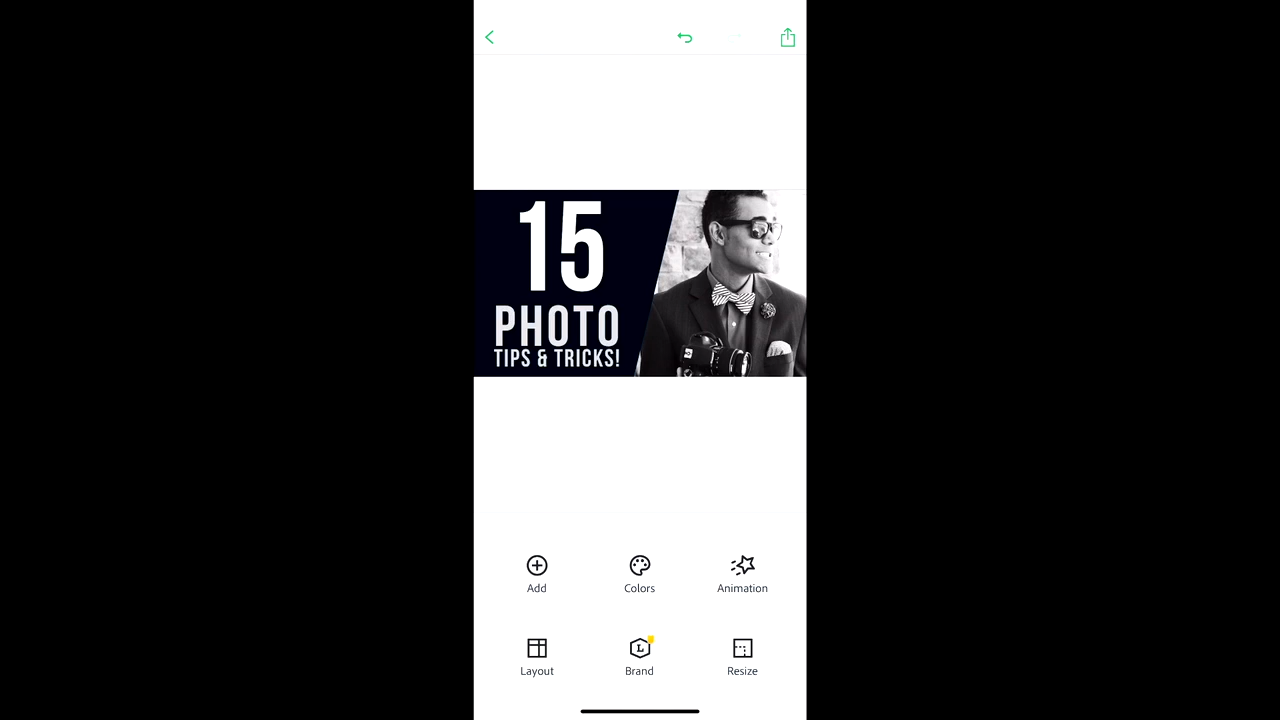 15
PHOTO
TIPS & TRICKS!
Add
Colors
Animation
L
Layout
Brand
Resize